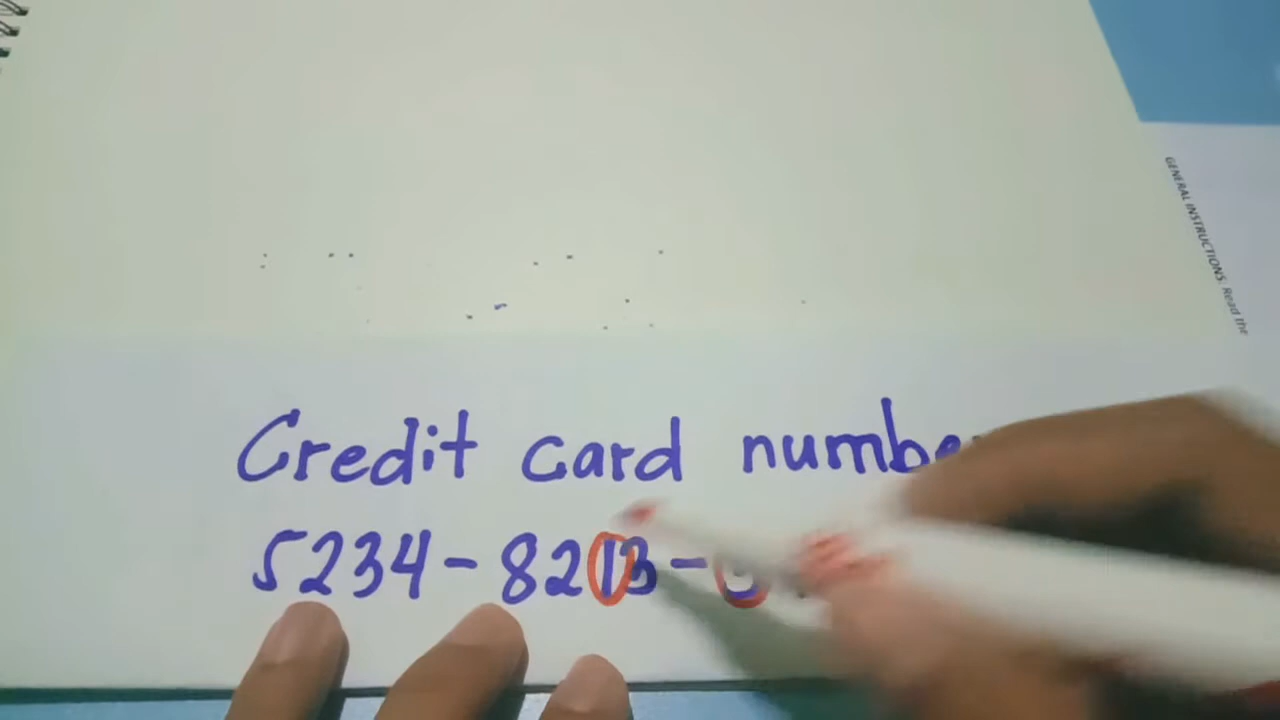 GENERAL INSTRUCTIONS. Read the
Credit card
5234 - 8213 -